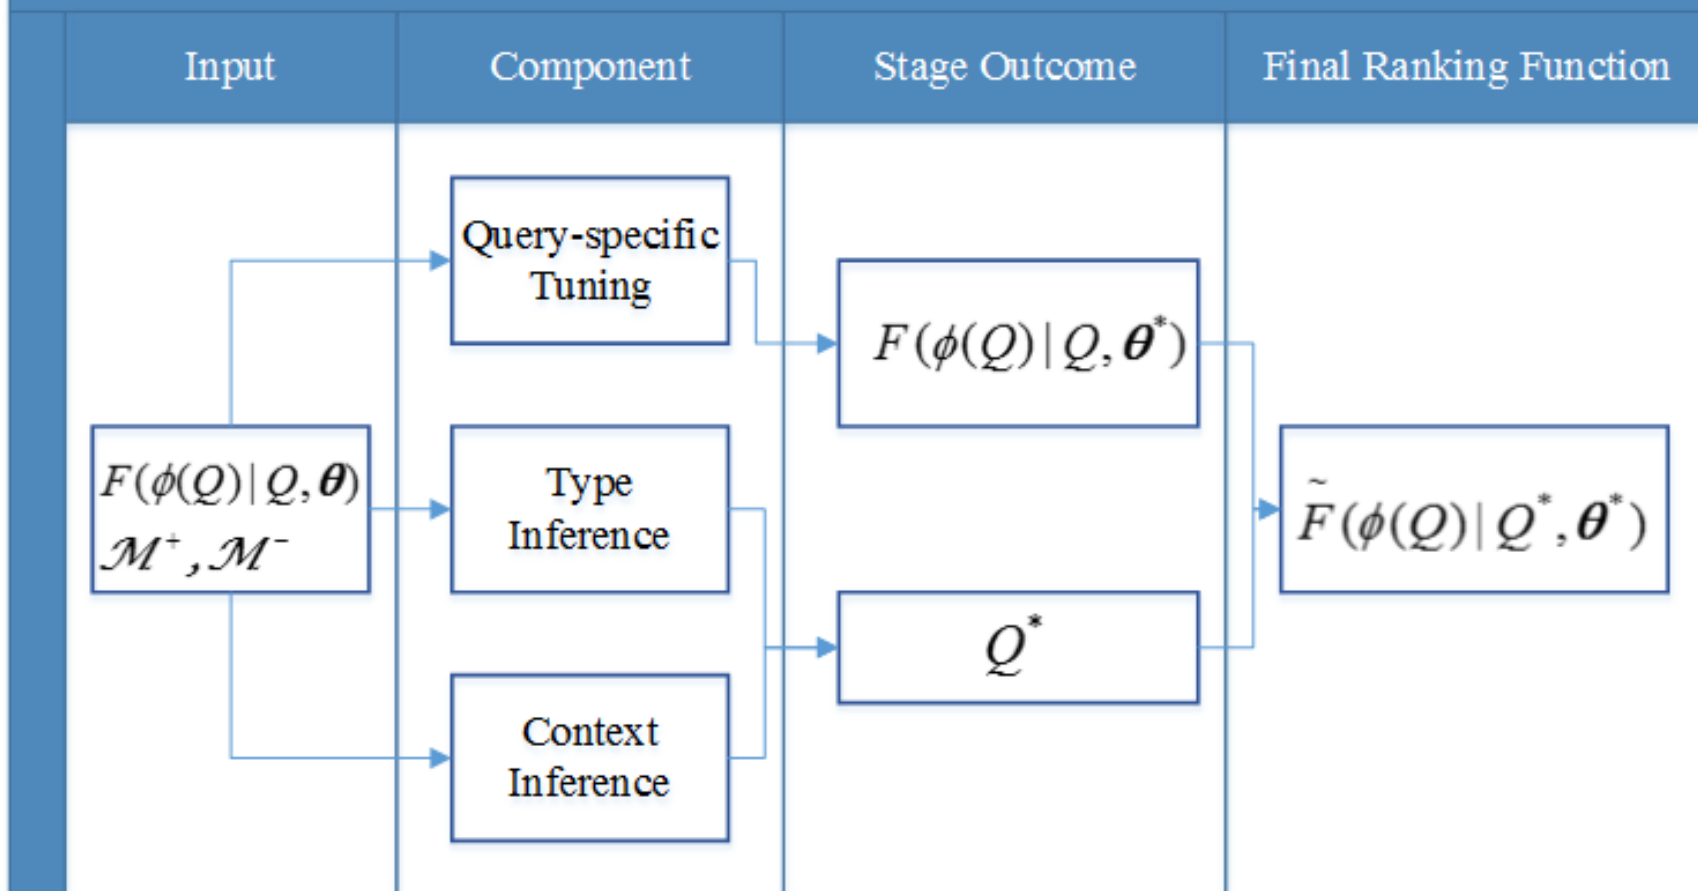 Input
Component
Stage Outcome
Final Ranking Function
Query-specific
Tuning
F(ϕ(Q) | Q, θ*)
F(ϕ(Q) | Q, θ)
ℳ⁺, ℳ⁻
Type
Inference
F̃(ϕ(Q) | Q*, θ*)
Q*
Context
Inference